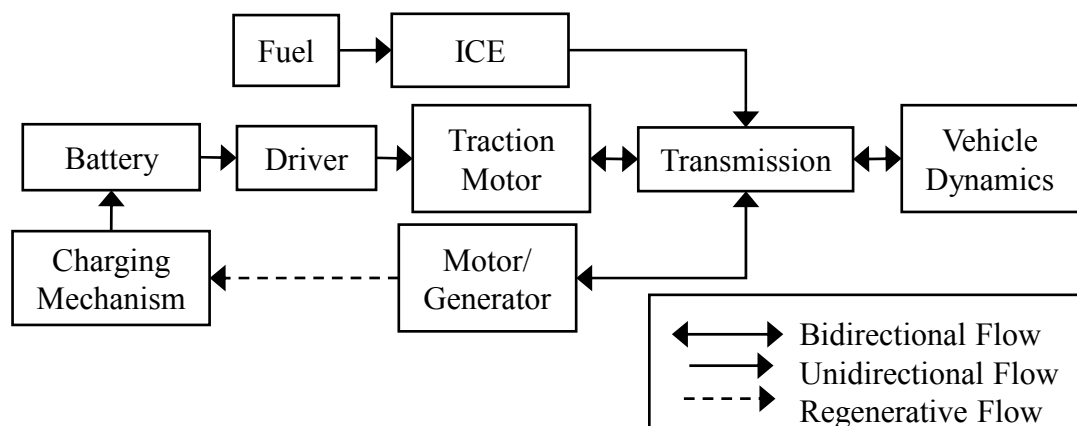 Fuel
ICE
Battery
Driver
Traction
Motor
Transmission
Vehicle
Dynamics
Charging
Mechanism
Motor/
Generator
Bidirectional Flow
Unidirectional Flow
Regenerative Flow